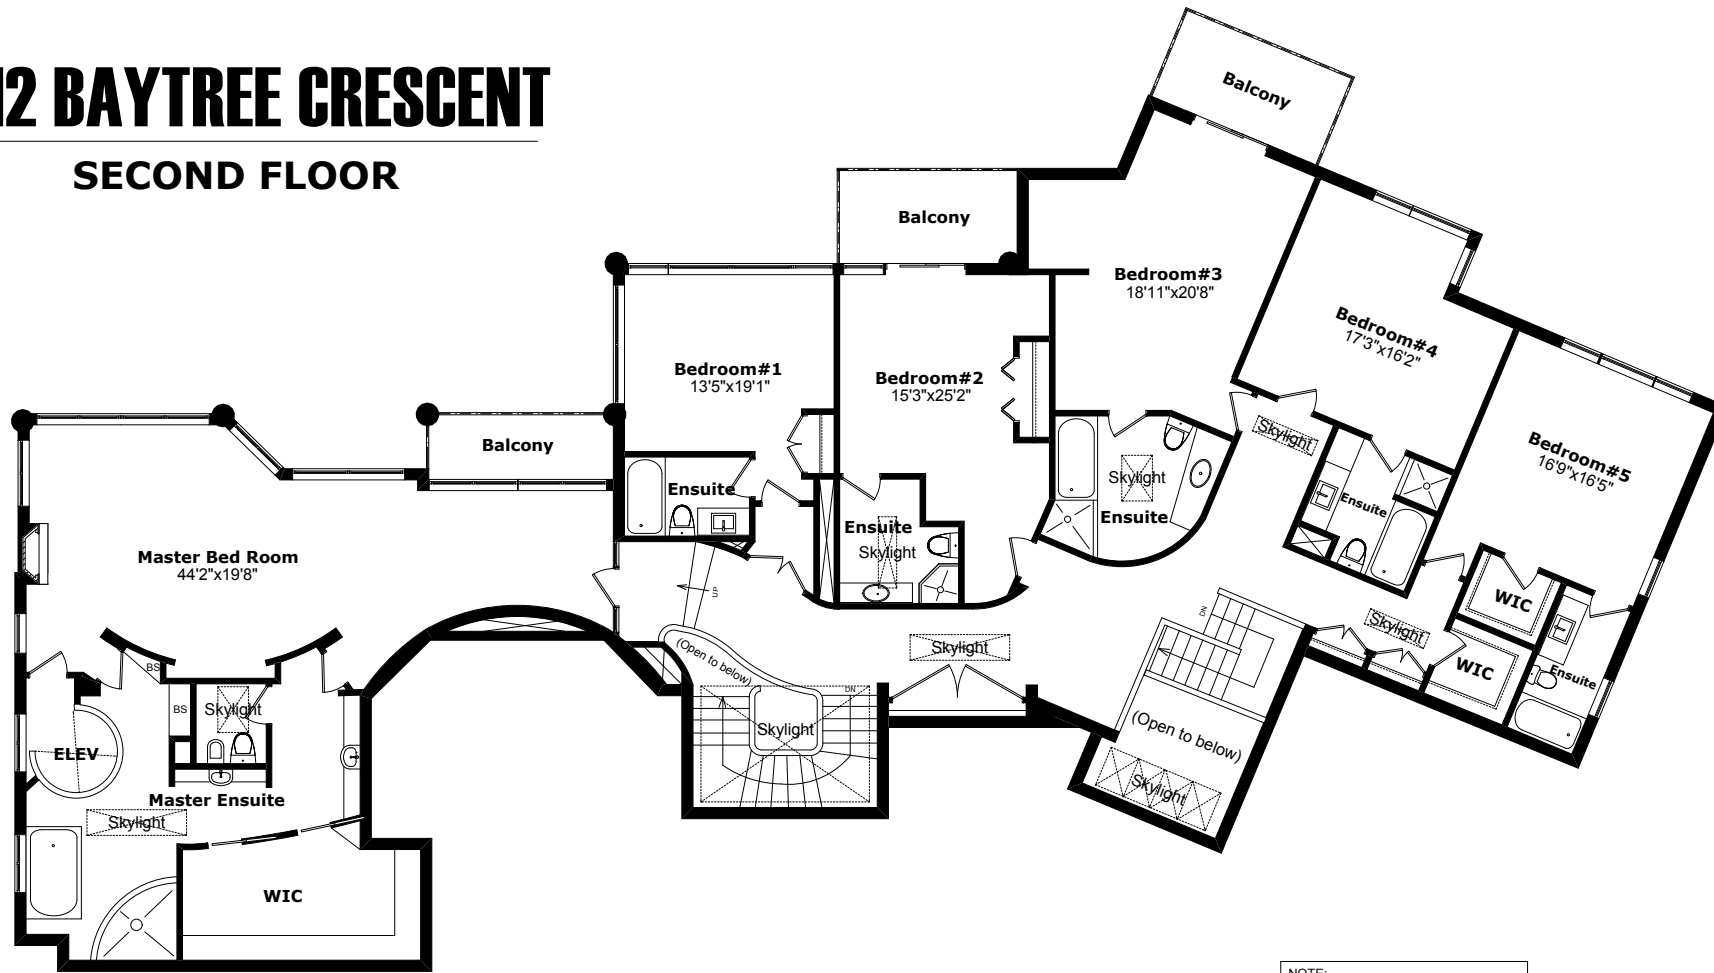 12 BAYTREE CRESCENT
SECOND FLOOR
Balcony
Balcony
Bedroom#3
18'11"x20'8"
Bedroom#4
17'3"x16'2"
Bedroom#1
13'5"x19'1"
Bedroom#2
15'3"x25'2"
Balcony
Skylight
Bedroom#5
16'9"x16'5"
Ensuite
Skylight
Ensuite
Ensuite
Ensuite
Skylight
Master Bed Room
44'2"x19'8"
UP
DN
WIC
Skylight
(Open to below)
Skylight
WIC
Ensuite
BS
BS
Skylight
DN
Skylight
(Open to below)
ELEV
Master Ensuite
Skylight
Skylight
WIC
NOTE: